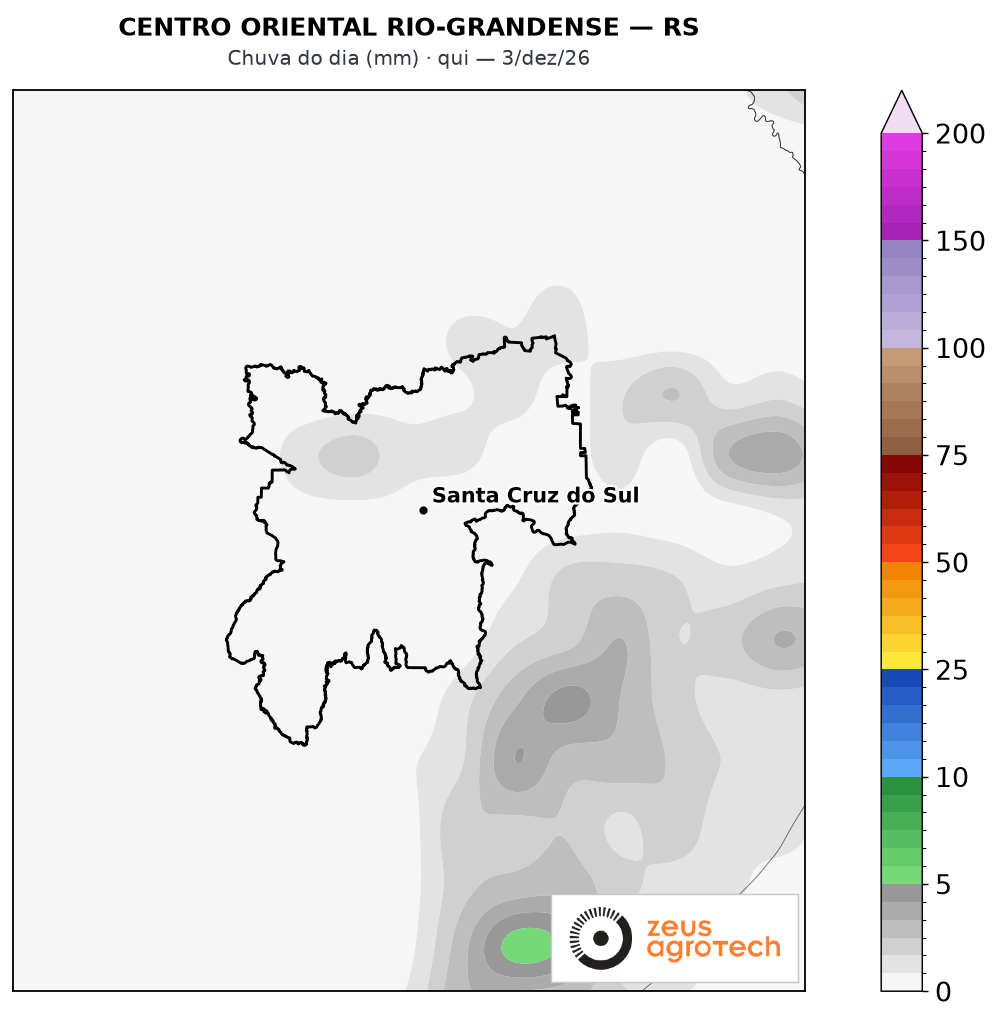 CENTRO ORIENTAL RIO-GRANDENSE — RS
Chuva do dia (mm) · qui — 3/dez/26
200
150
100
75
50
25
10
5
0
Santa Cruz do Sul
zeus
agrotech